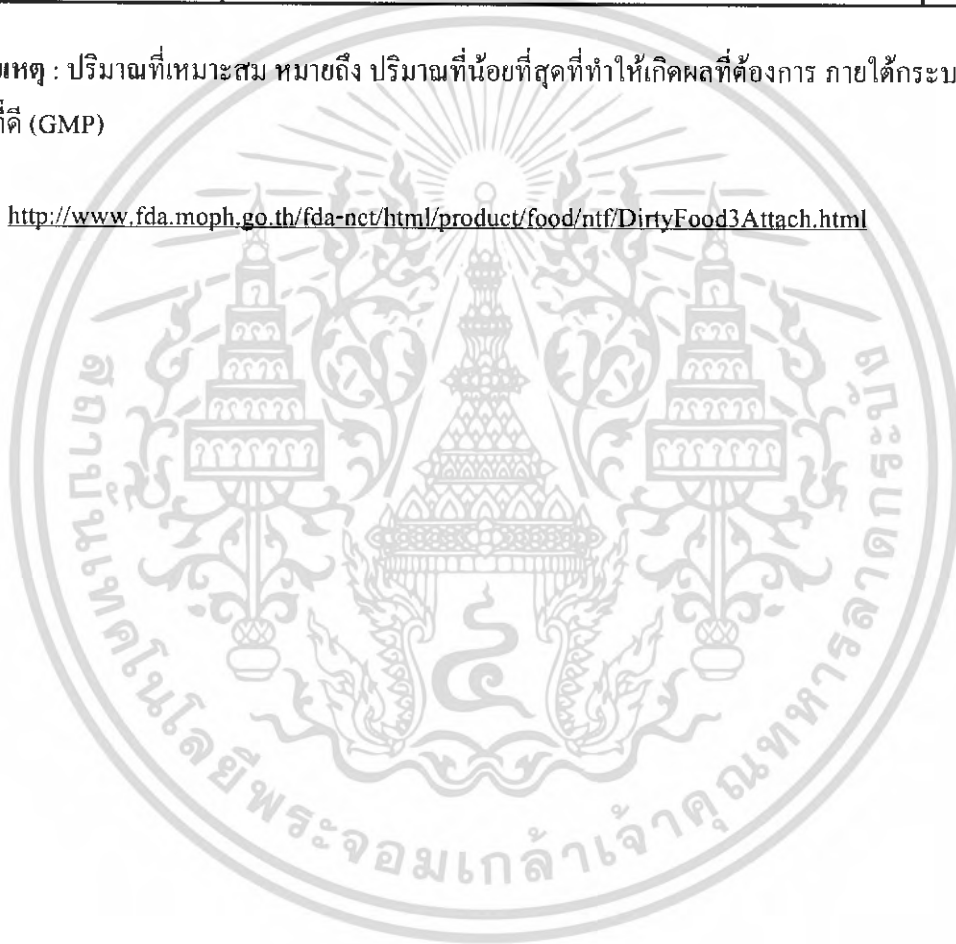 มเหตุ : ปริมาณที่เหมาะสม หมายถึง ปริมาณที่น้อยที่สุดที่ทำให้เกิดผลที่ต้องการ ภายใต้กระบ
ที่ดี (GMP)
http://www.fda.moph.go.th/fda-nct/html/product/food/ntf/DirtyFood3Attach.html
สถาบันเทคโนโลยีพระจอมเกล้าเจ้าคุณทหารลาดกระบัง